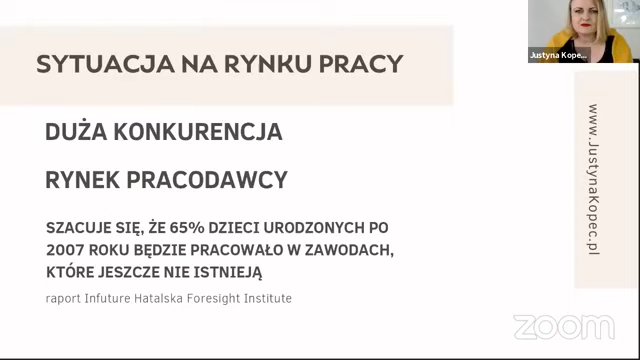 SYTUACJA NA RYNKU PRACY
DUŻA KONKURENCJA
RYNEK PRACODAWCY
SZACUJE SIĘ, ŻE 65% DZIECI URODZONYCH PO
2007 ROKU BĘDZIE PRACOWAŁO W ZAWODACH,
KTÓRE JESZCZE NIE ISTNIEJĄ
raport Infuture Hatalska Foresight Institute
Justyna Kope...
www.JustynaKopec.pl
zoom